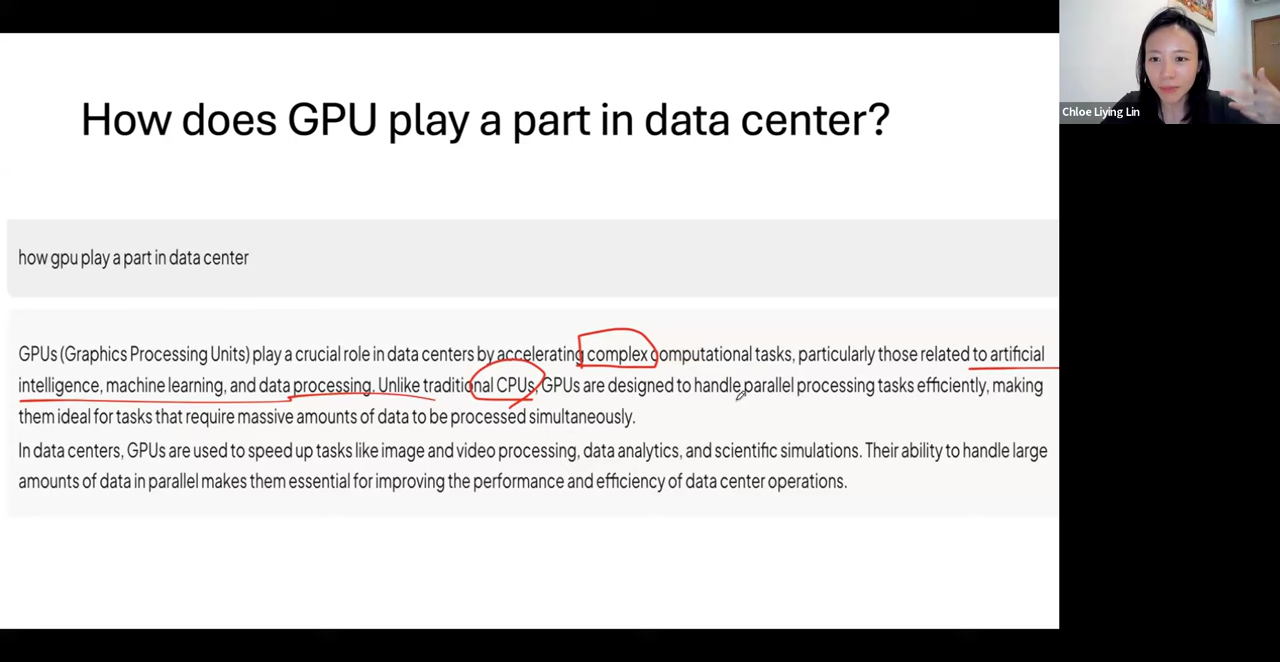 How does GPU play a part in data center?
Chloe Liying Lin
how gpu play a part in data center
GPUs (Graphics Processing Units) play a crucial role in data centers by accelerating complex computational tasks, particularly those related to artificial
intelligence, machine learning, and data processing. Unlike traditional CPUs, GPUs are designed to handle parallel processing tasks efficiently, making
them ideal for tasks that require massive amounts of data to be processed simultaneously.
In data centers, GPUs are used to speed up tasks like image and video processing, data analytics, and scientific simulations. Their ability to handle large
amounts of data in parallel makes them essential for improving the performance and efficiency of data center operations.